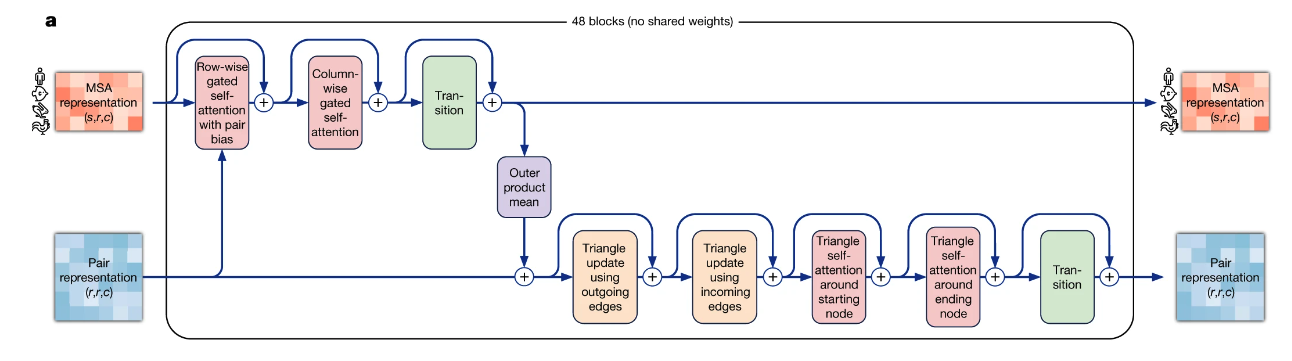 a
48 blocks (no shared weights)
MSA
representation
(s,r,c)
Row-wise
gated
self-
attention
with pair
bias
+
Column-
wise
gated
self-
attention
+
Tran-
sition
+
MSA
representation
(s,r,c)
Outer
product
mean
Pair
representation
(r,r,c)
+
Triangle
update
using
outgoing
edges
+
Triangle
update
using
incoming
edges
+
Triangle
self-
attention
around
starting
node
+
Triangle
self-
attention
around
ending
node
+
Tran-
sition
+
Pair
representation
(r,r,c)